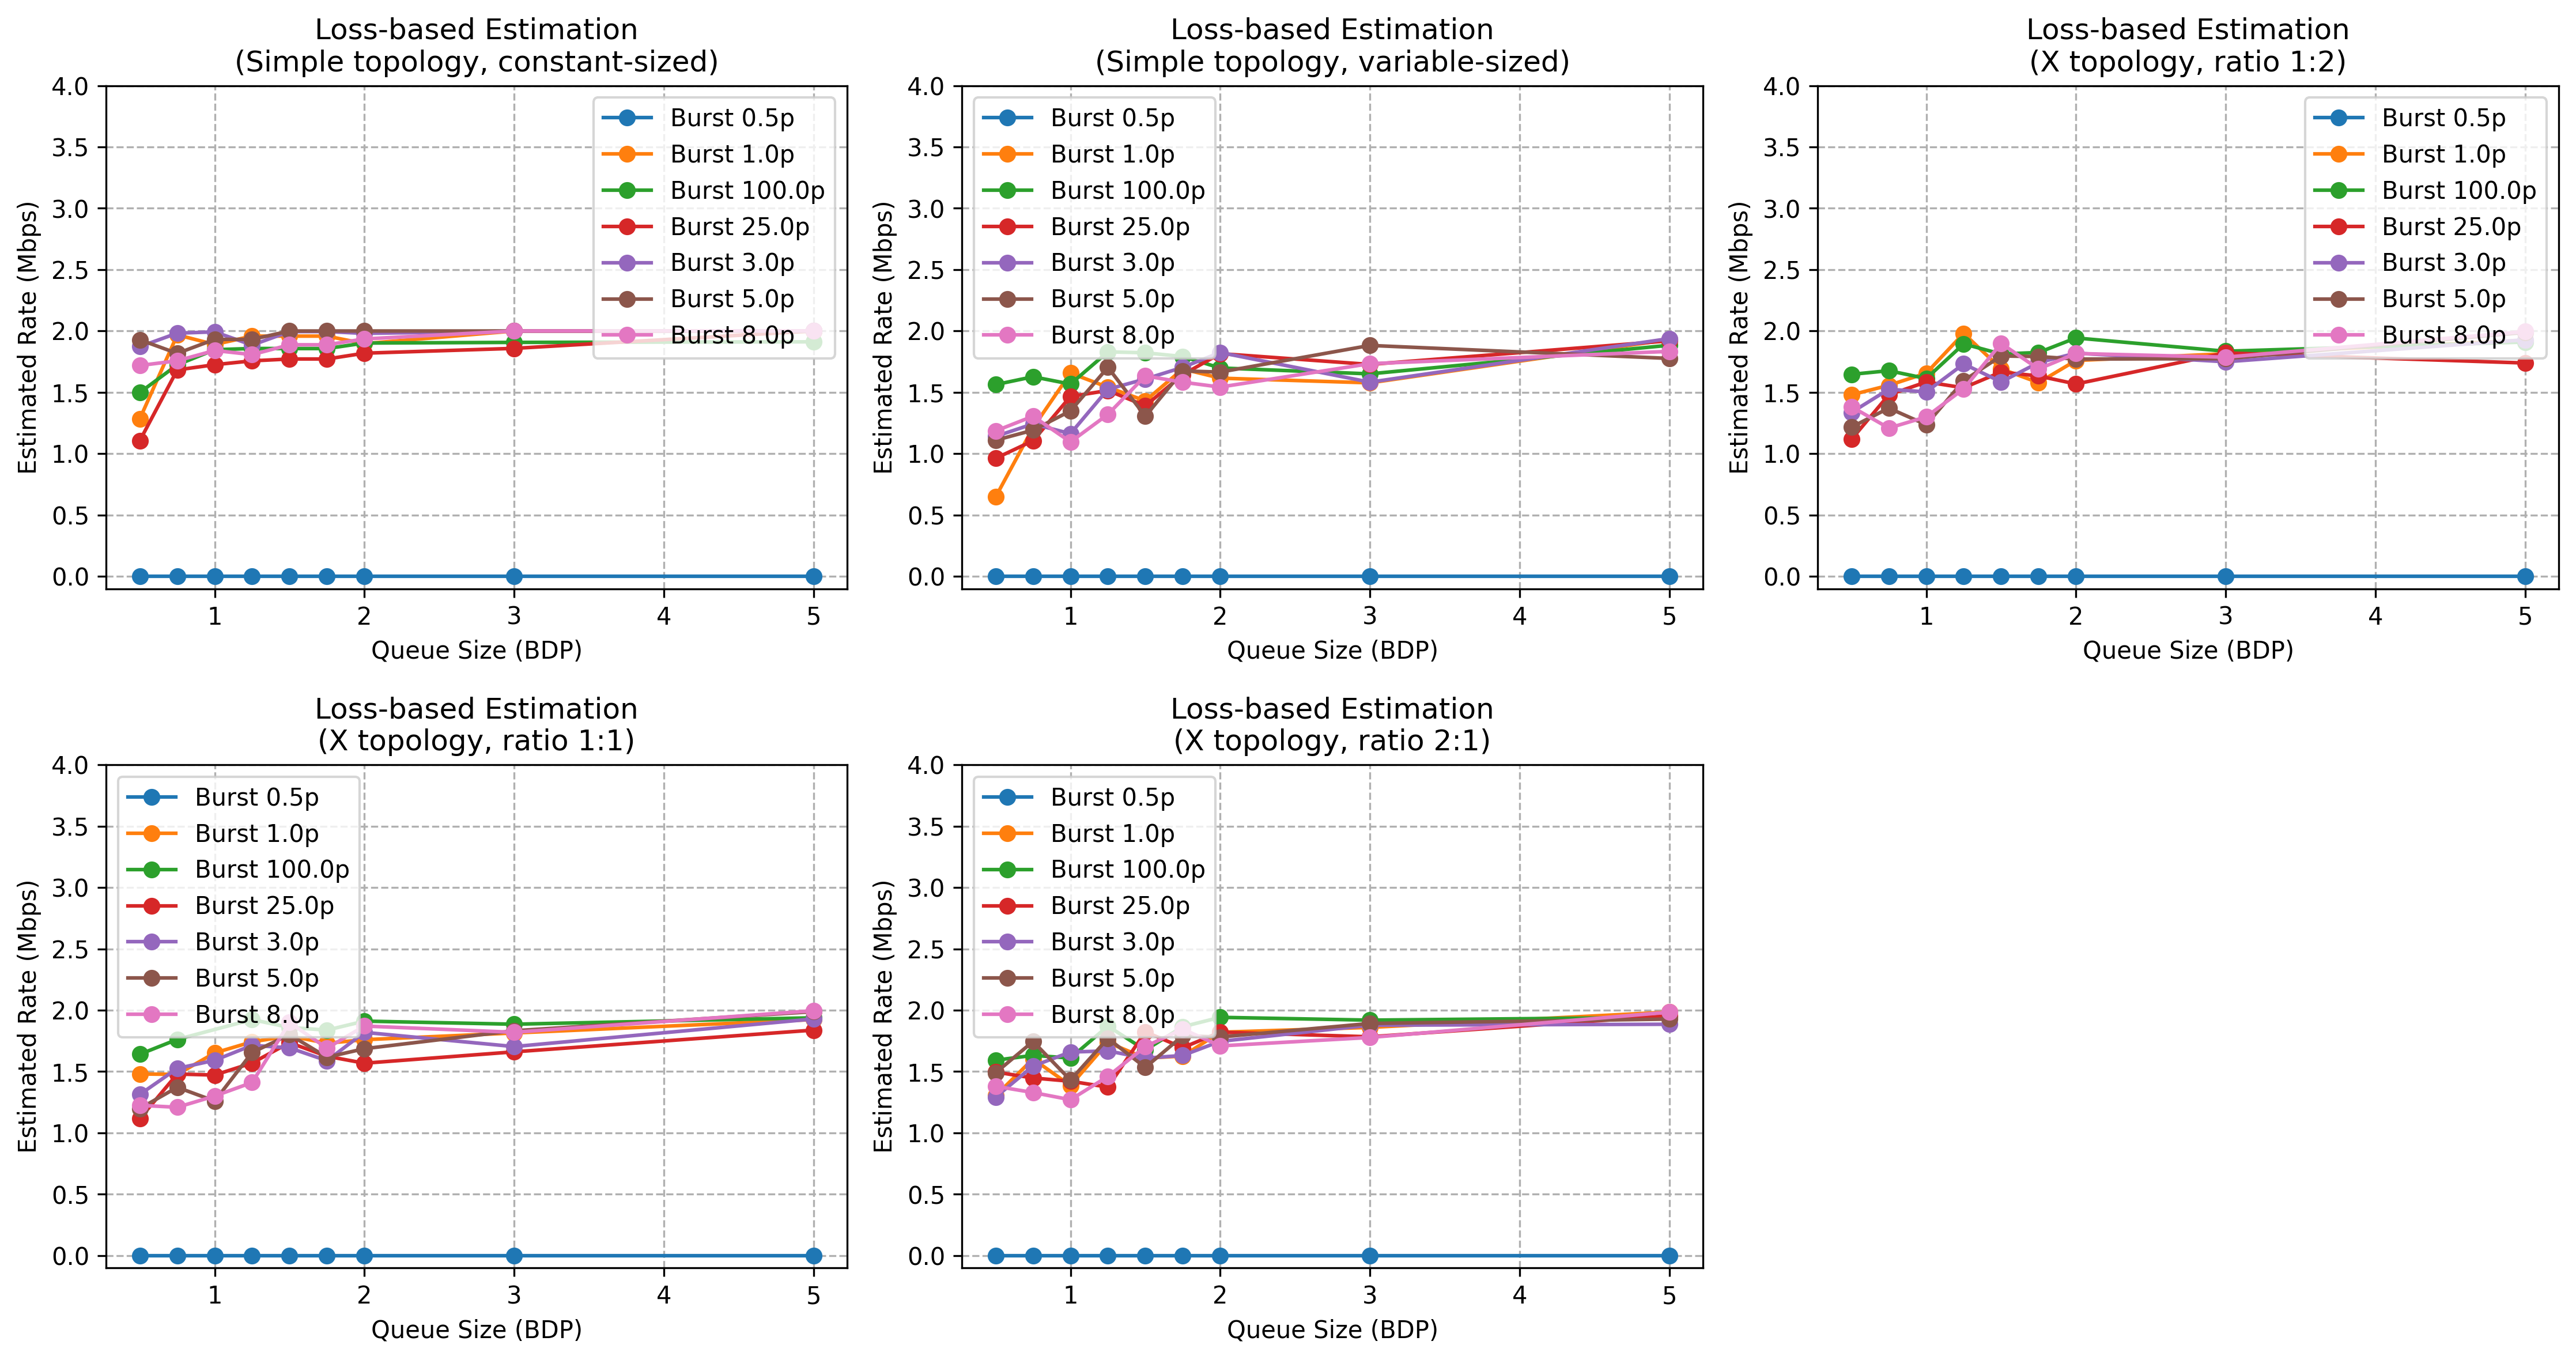 Loss-based Estimation
(Simple topology, constant-sized)
4.0
3.5
3.0
2.5
2.0
1.5
1.0
0.5
0.0
Estimated Rate (Mbps)
Burst 0.5p
Burst 1.0p
Burst 100.0p
Burst 25.0p
Burst 3.0p
Burst 5.0p
Burst 8.0p
1 2 3 4 5
Queue Size (BDP)
Loss-based Estimation
(Simple topology, variable-sized)
4.0
3.5
3.0
2.5
2.0
1.5
1.0
0.5
0.0
Estimated Rate (Mbps)
Burst 0.5p
Burst 1.0p
Burst 100.0p
Burst 25.0p
Burst 3.0p
Burst 5.0p
Burst 8.0p
1 2 3 4 5
Queue Size (BDP)
Loss-based Estimation
(X topology, ratio 1:2)
4.0
3.5
3.0
2.5
2.0
1.5
1.0
0.5
0.0
Estimated Rate (Mbps)
Burst 0.5p
Burst 1.0p
Burst 100.0p
Burst 25.0p
Burst 3.0p
Burst 5.0p
Burst 8.0p
1 2 3 4 5
Queue Size (BDP)
Loss-based Estimation
(X topology, ratio 1:1)
4.0
3.5
3.0
2.5
2.0
1.5
1.0
0.5
0.0
Estimated Rate (Mbps)
Burst 0.5p
Burst 1.0p
Burst 100.0p
Burst 25.0p
Burst 3.0p
Burst 5.0p
Burst 8.0p
1 2 3 4 5
Queue Size (BDP)
Loss-based Estimation
(X topology, ratio 2:1)
4.0
3.5
3.0
2.5
2.0
1.5
1.0
0.5
0.0
Estimated Rate (Mbps)
Burst 0.5p
Burst 1.0p
Burst 100.0p
Burst 25.0p
Burst 3.0p
Burst 5.0p
Burst 8.0p
1 2 3 4 5
Queue Size (BDP)